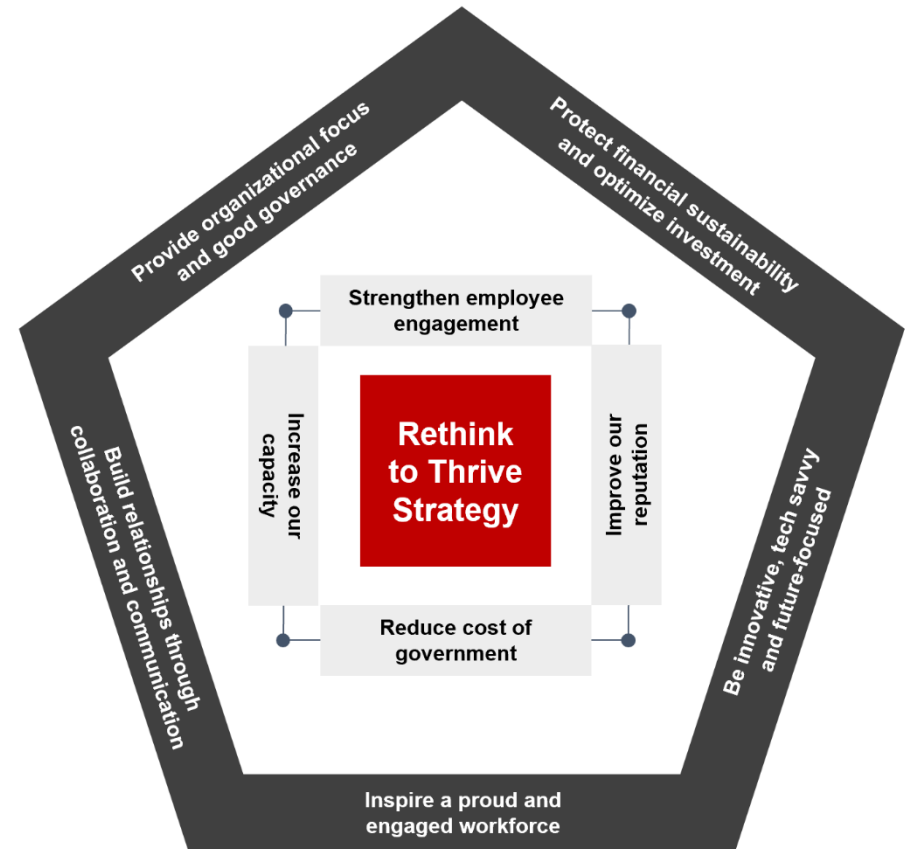 Provide organizational focus
and good governance
Protect financial sustainability
and optimize investment
Strengthen employee
engagement
Increase our
capacity
Rethink
to Thrive
Strategy
Improve our
reputation
Reduce cost of
government
Build relationships through
collaboration and communication
Be innovative, tech savvy
and future-focused
Inspire a proud and
engaged workforce